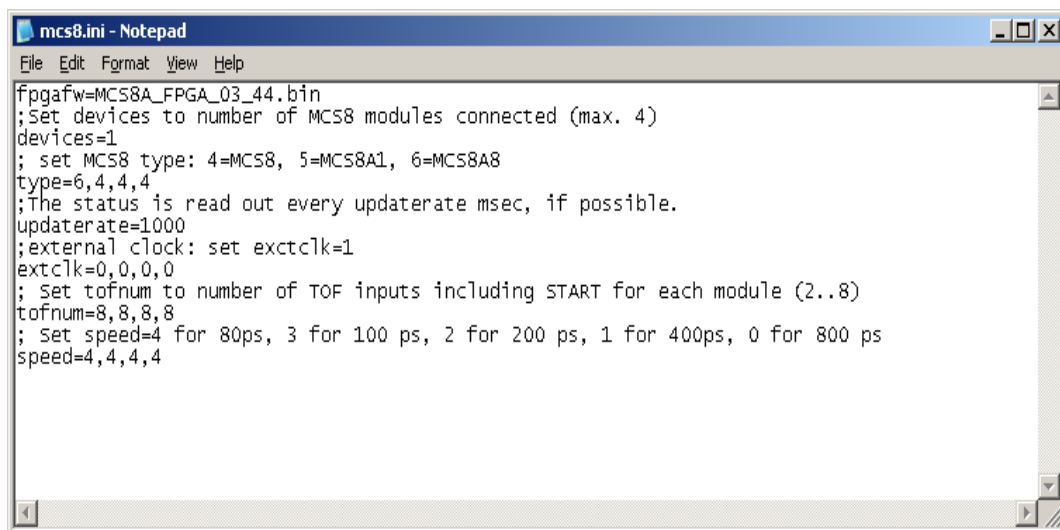 mcs8.ini - Notepad
File Edit Format View Help
fpgafw=MCS8A_FPGA_03_44.bin
;Set devices to number of MCS8 modules connected (max. 4)
devices=1
; set MCS8 type: 4=MCS8, 5=MCS8A1, 6=MCS8A8
type=6,4,4,4
;The status is read out every updaterate msec, if possible.
updaterate=1000
;external clock: set exctclk=1
extclk=0,0,0,0
; Set tofnum to number of TOF inputs including START for each module (2..8)
tofnum=8,8,8,8
; Set speed=4 for 80ps, 3 for 100 ps, 2 for 200 ps, 1 for 400ps, 0 for 800 ps
speed=4,4,4,4